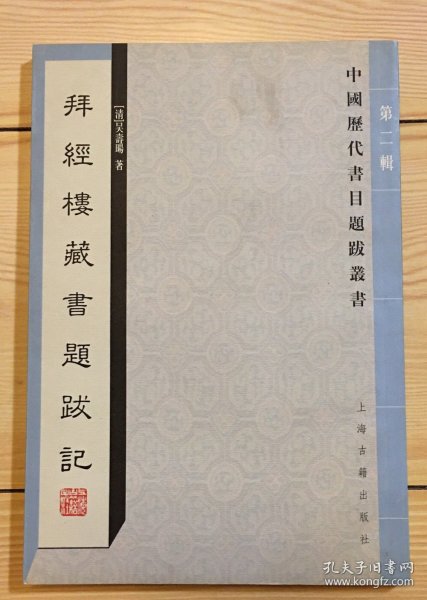 第二輯
中國歷代書目題跋叢書
上海古籍出版社
[清]吳壽暘 著
拜經樓藏書題跋記
孔夫子旧書网
www.kongfz.com